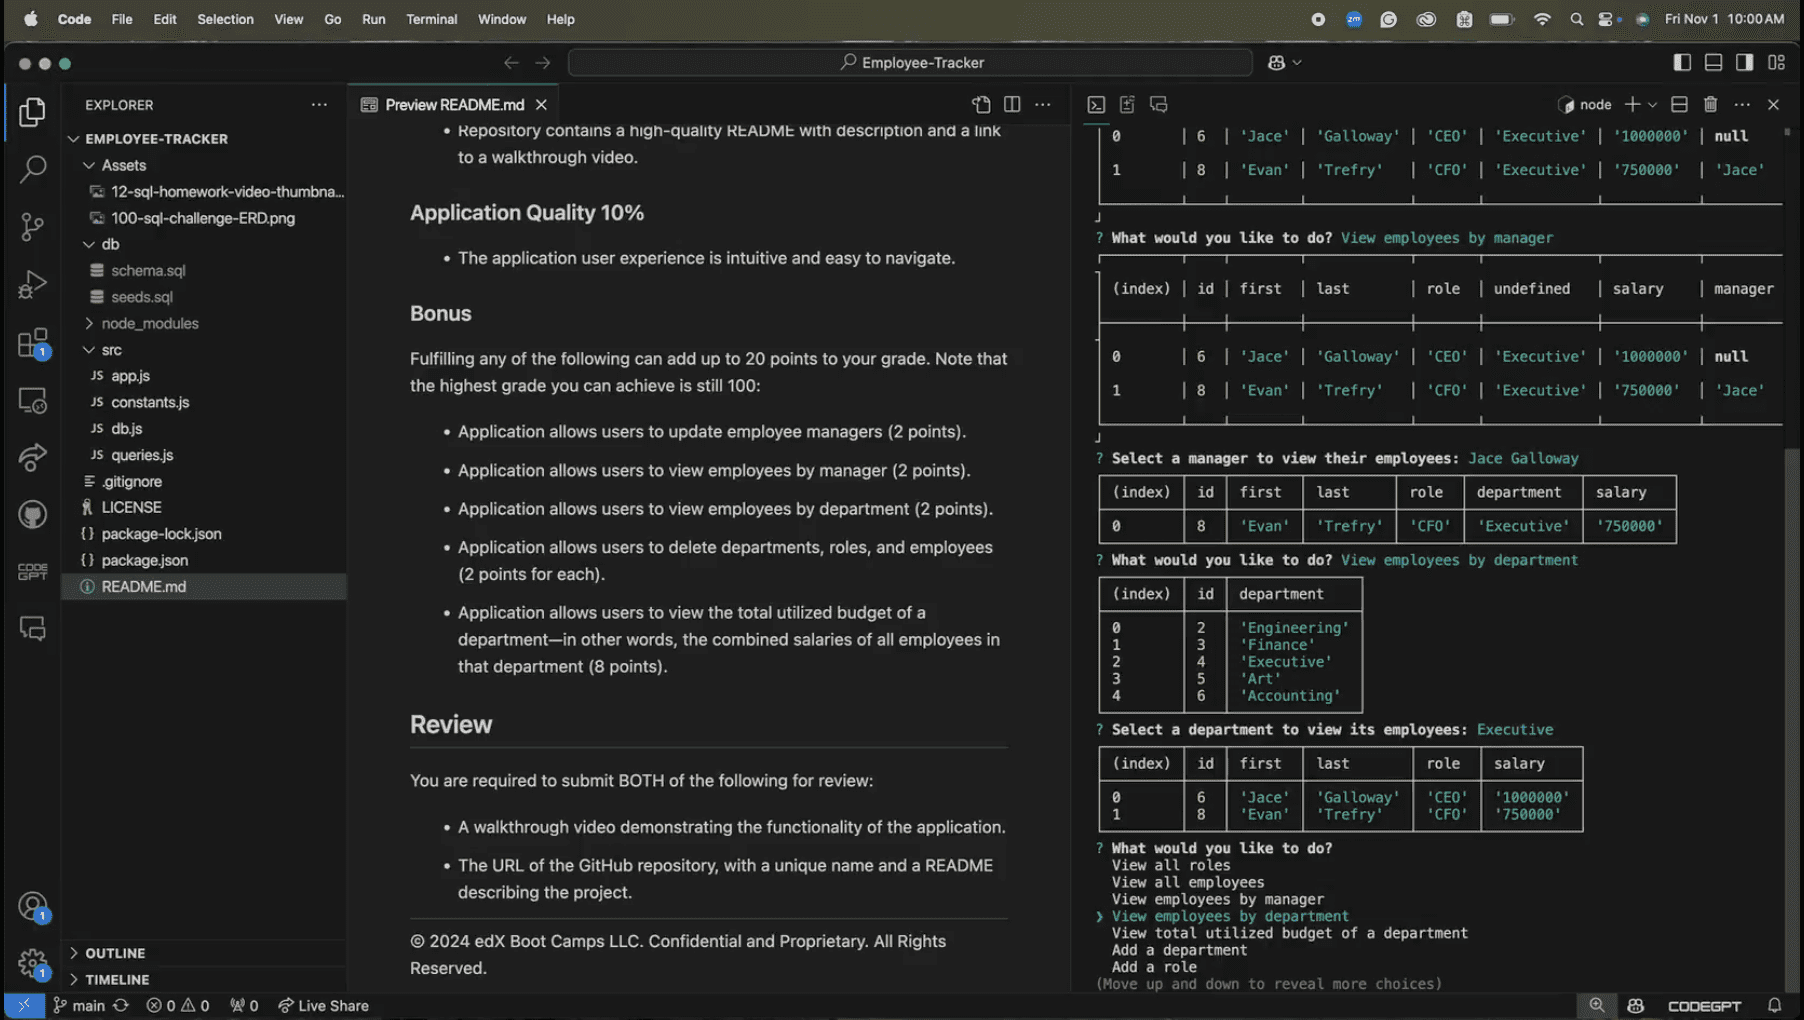 Code File Edit Selection View Go Run Terminal Window Help
zm
Fri Nov 1 10:00 AM
Employee-Tracker
EXPLORER
EMPLOYEE-TRACKER
Assets
12-sql-homework-video-thumbna...
100-sql-challenge-ERD.png
db
schema.sql
seeds.sql
node_modules
src
JS app.js
JS constants.js
JS db.js
JS queries.js
.gitignore
LICENSE
{} package-lock.json
{} package.json
README.md
OUTLINE
TIMELINE
1
CODE
GPT
1
1
Preview README.md
• Repository contains a high-quality README with description and a link
to a walkthrough video.
Application Quality 10%
• The application user experience is intuitive and easy to navigate.
Bonus
Fulfilling any of the following can add up to 20 points to your grade. Note that
the highest grade you can achieve is still 100:
• Application allows users to update employee managers (2 points).
• Application allows users to view employees by manager (2 points).
• Application allows users to view employees by department (2 points).
• Application allows users to delete departments, roles, and employees
(2 points for each).
• Application allows users to view the total utilized budget of a
department—in other words, the combined salaries of all employees in
that department (8 points).
Review
You are required to submit BOTH of the following for review:
• A walkthrough video demonstrating the functionality of the application.
• The URL of the GitHub repository, with a unique name and a README
describing the project.
© 2024 edX Boot Camps LLC. Confidential and Proprietary. All Rights
Reserved.
node
0 | 6 | 'Jace' | 'Galloway' | 'CEO' | 'Executive' | '1000000' | null
1 | 8 | 'Evan' | 'Trefry' | 'CFO' | 'Executive' | '750000' | 'Jace'
? What would you like to do? View employees by manager
(index) | id | first | last | role | undefined | salary | manager
0 | 6 | 'Jace' | 'Galloway' | 'CEO' | 'Executive' | '1000000' | null
1 | 8 | 'Evan' | 'Trefry' | 'CFO' | 'Executive' | '750000' | 'Jace'
? Select a manager to view their employees: Jace Galloway
(index) | id | first | last | role | department | salary
0 | 8 | 'Evan' | 'Trefry' | 'CFO' | 'Executive' | '750000'
? What would you like to do? View employees by department
(index) | id | department
0 | 2 | 'Engineering'
1 | 3 | 'Finance'
2 | 4 | 'Executive'
3 | 5 | 'Art'
4 | 6 | 'Accounting'
? Select a department to view its employees: Executive
(index) | id | first | last | role | salary
0 | 6 | 'Jace' | 'Galloway' | 'CEO' | '1000000'
1 | 8 | 'Evan' | 'Trefry' | 'CFO' | '750000'
? What would you like to do?
View all roles
View all employees
View employees by manager
❯ View employees by department
View total utilized budget of a department
Add a department
Add a role
(Move up and down to reveal more choices)
main 0 0 0 Live Share
CODEGPT